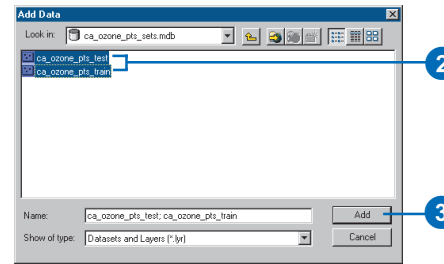 Add Data
Look in: ca_ozone_pts_sets.mdb
ca_ozone_pts_test
ca_ozone_pts_train
2
Name: ca_ozone_pts_test; ca_ozone_pts_train Add
3
Show of type: Datasets and Layers (*.lyr) Cancel